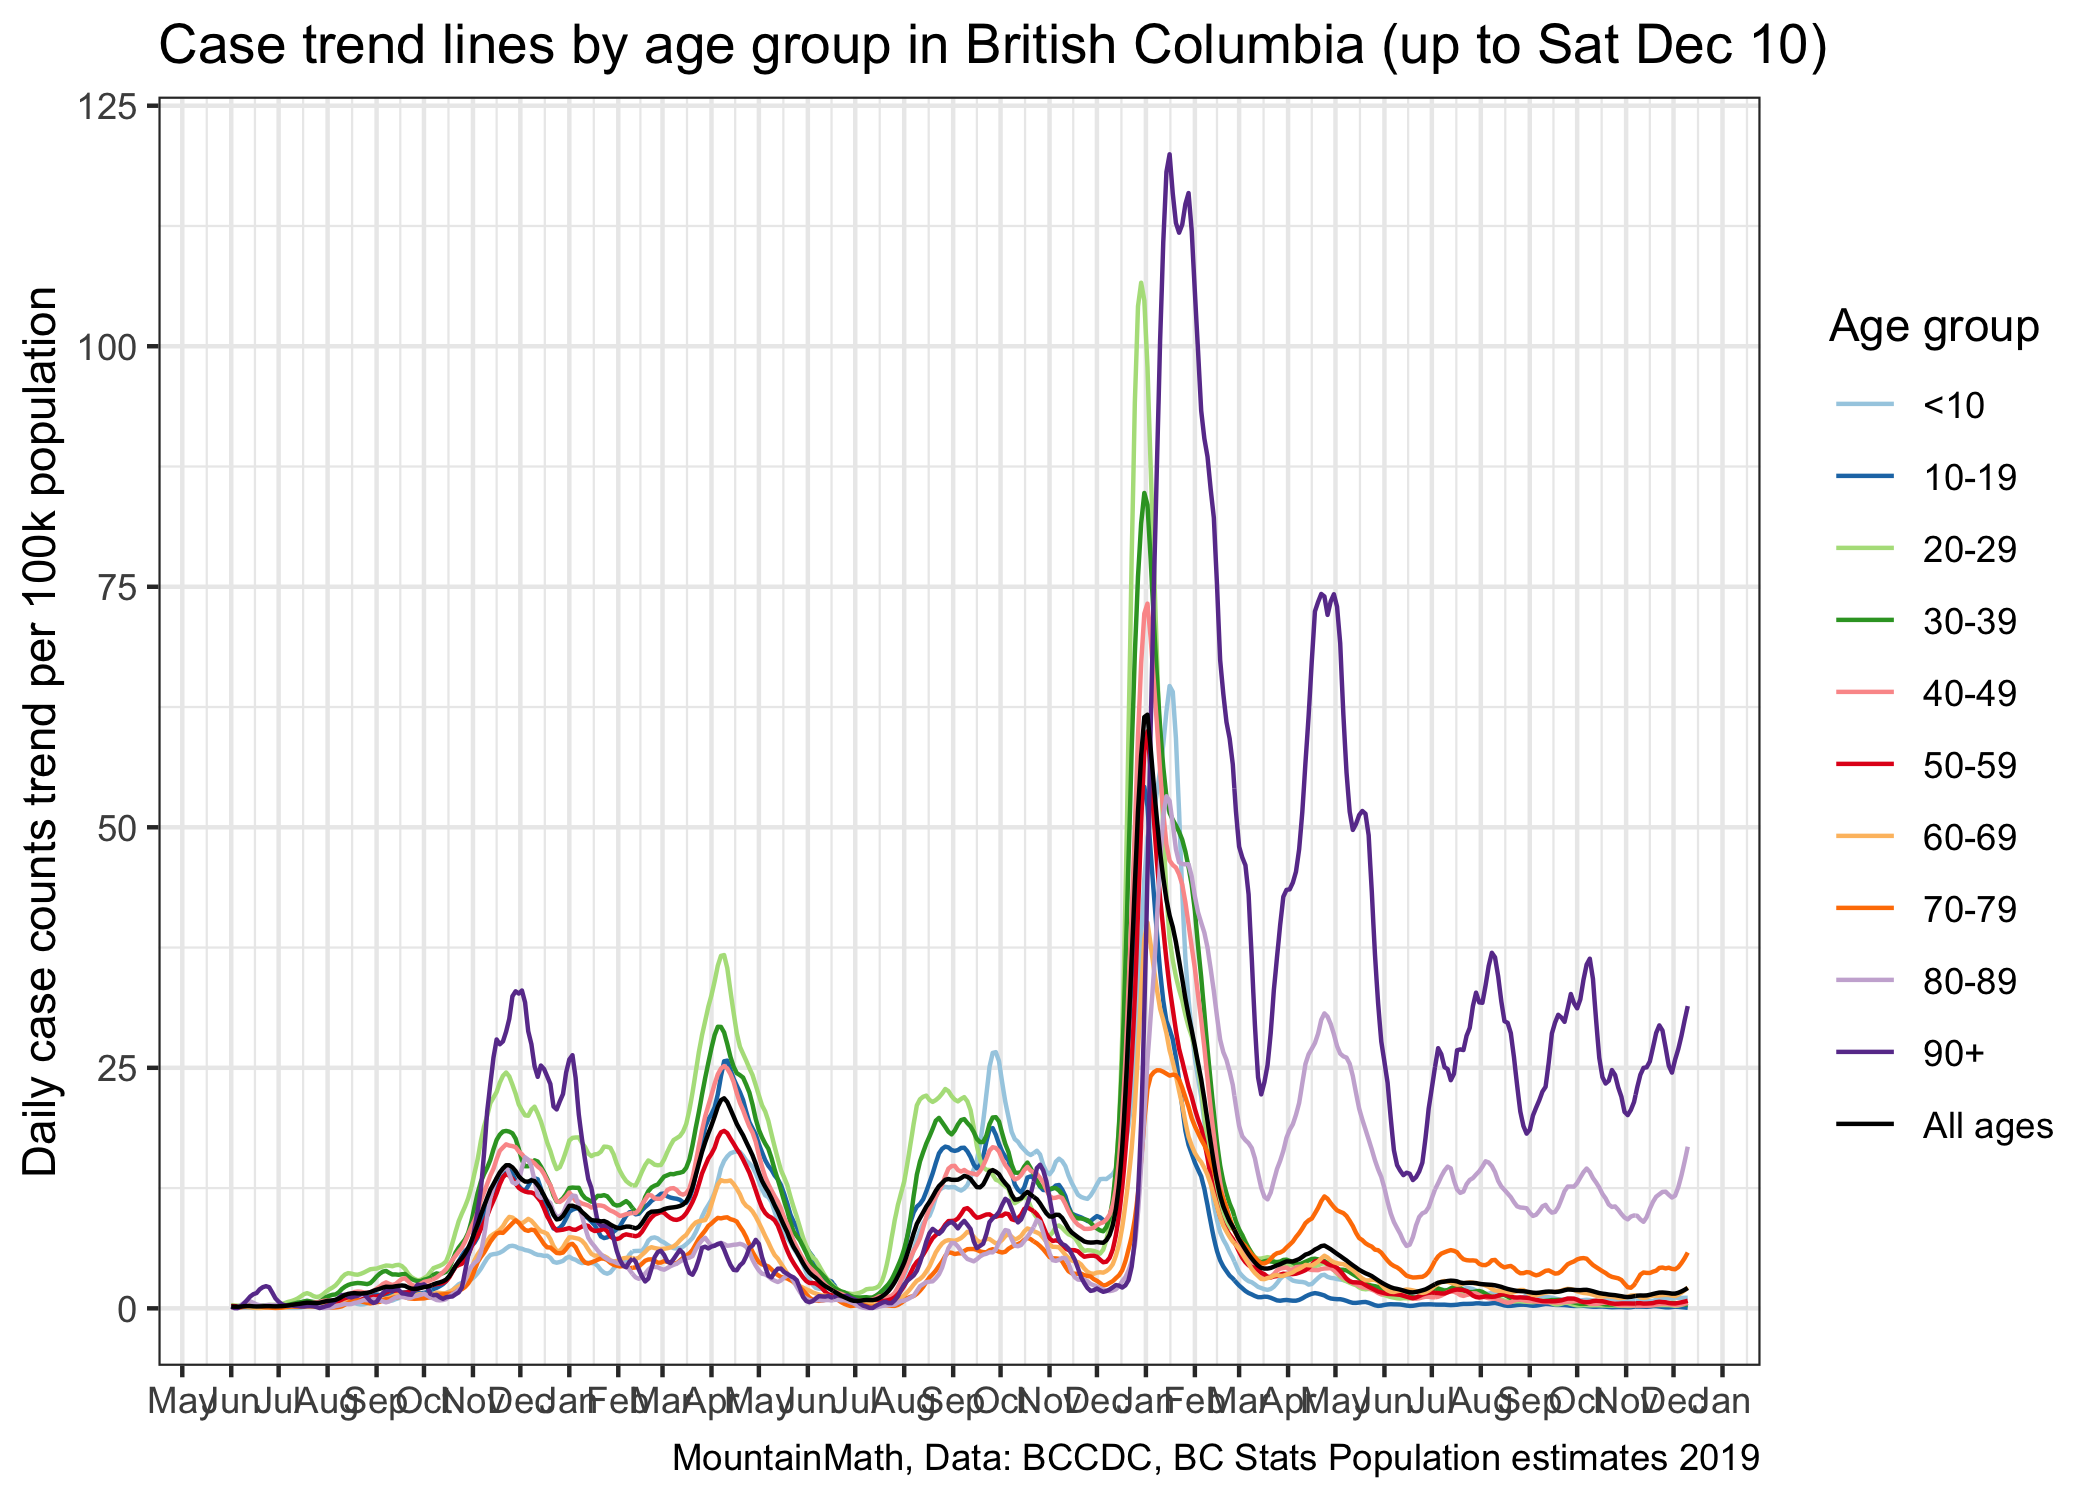 Case trend lines by age group in British Columbia (up to Sat Dec 10)
Daily case counts trend per 100k population
125
100
75
50
25
0
May Jun Jul Aug Sep Oct Nov Dec Jan Feb Mar Apr May Jun Jul Aug Sep Oct Nov Dec Jan Feb Mar Apr May Jun Jul Aug Sep Oct Nov Dec Jan
Age group
<10
10-19
20-29
30-39
40-49
50-59
60-69
70-79
80-89
90+
All ages
MountainMath, Data: BCCDC, BC Stats Population estimates 2019